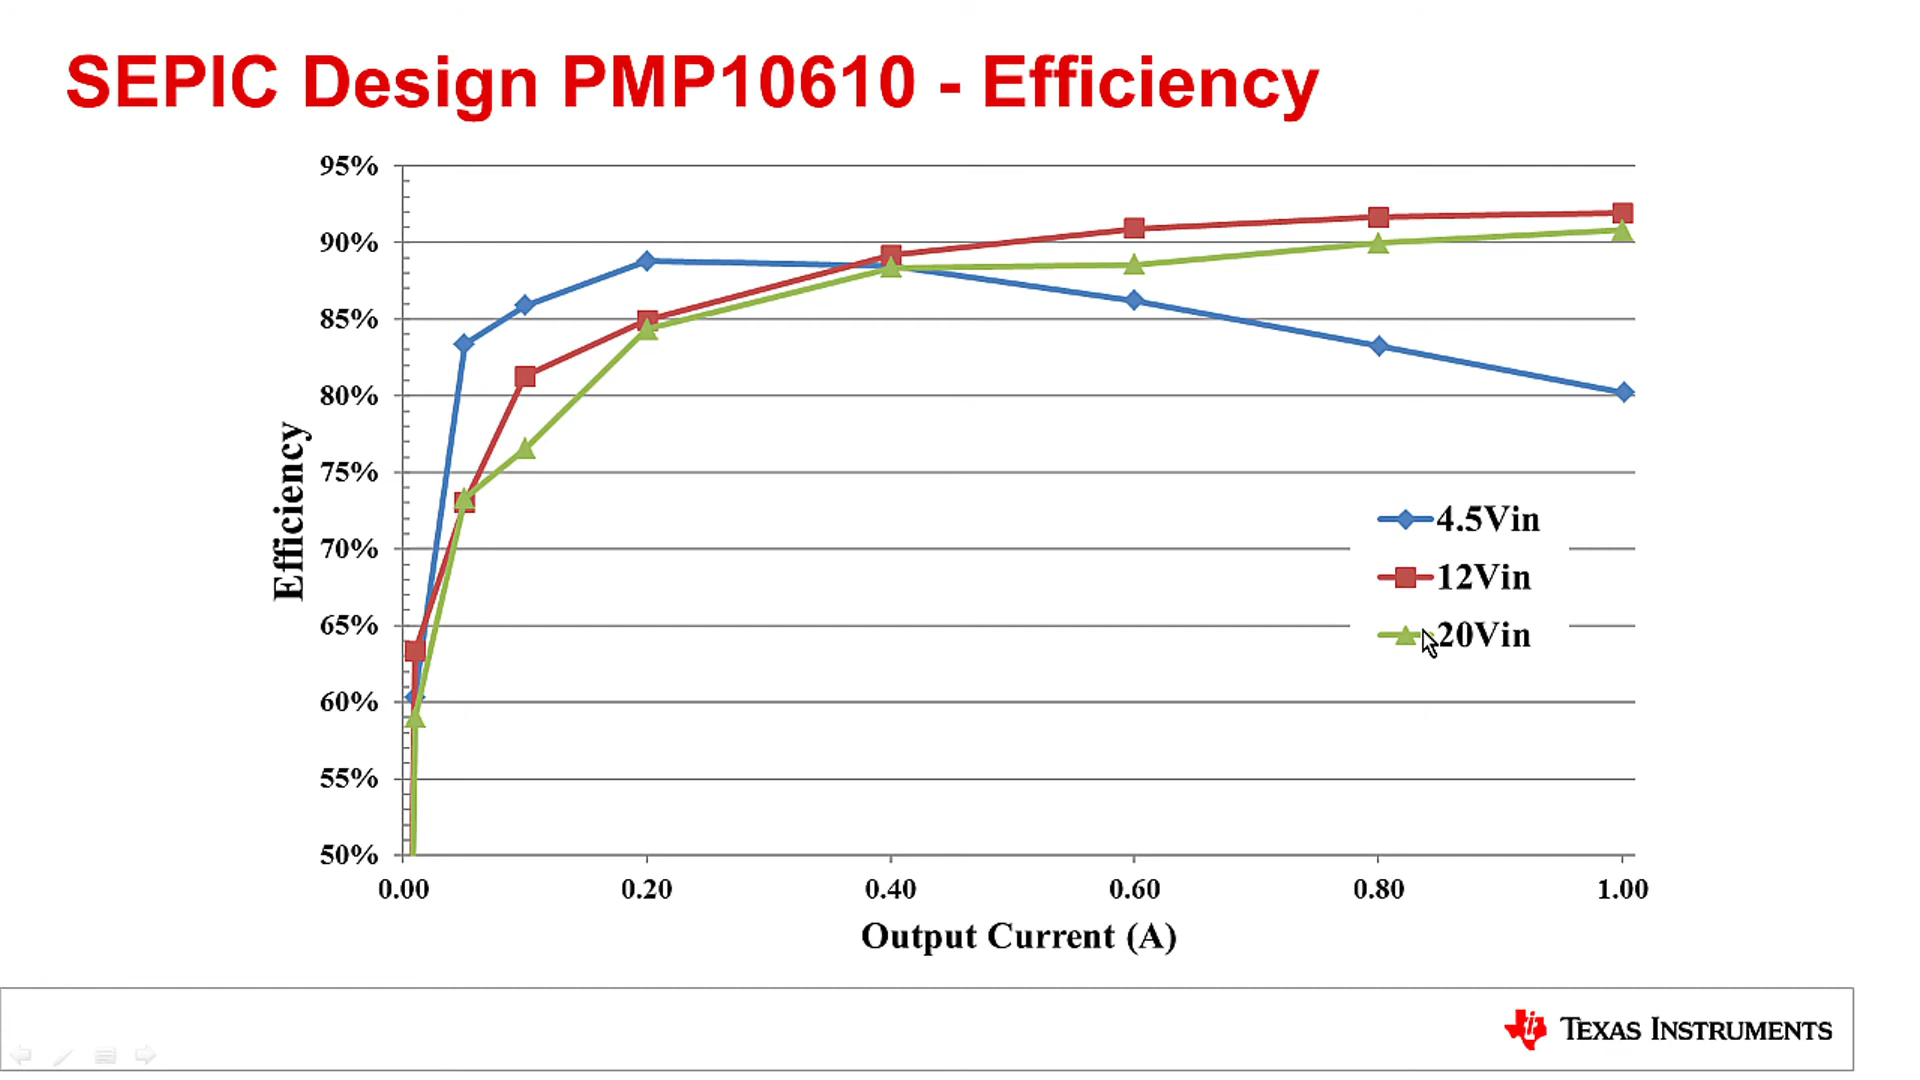 SEPIC Design PMP10610 - Efficiency
95%
90%
85%
80%
75%
70%
65%
60%
55%
50%
Efficiency
4.5Vin
12Vin
20Vin
0.00 0.20 0.40 0.60 0.80 1.00
Output Current (A)
TEXAS INSTRUMENTS